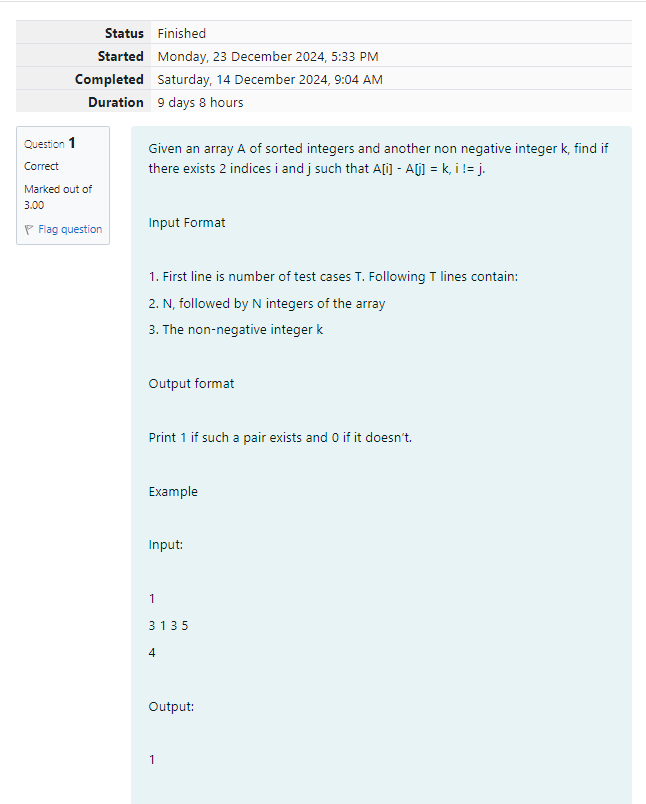 Status Finished
Started Monday, 23 December 2024, 5:33 PM
Completed Saturday, 14 December 2024, 9:04 AM
Duration 9 days 8 hours
Question 1
Correct
Marked out of
3.00
Flag question
Given an array A of sorted integers and another non negative integer k, find if
there exists 2 indices i and j such that A[i] - A[j] = k, i != j.
Input Format
1. First line is number of test cases T. Following T lines contain:
2. N, followed by N integers of the array
3. The non-negative integer k
Output format
Print 1 if such a pair exists and 0 if it doesn't.
Example
Input:
1
3 1 3 5
4
Output:
1